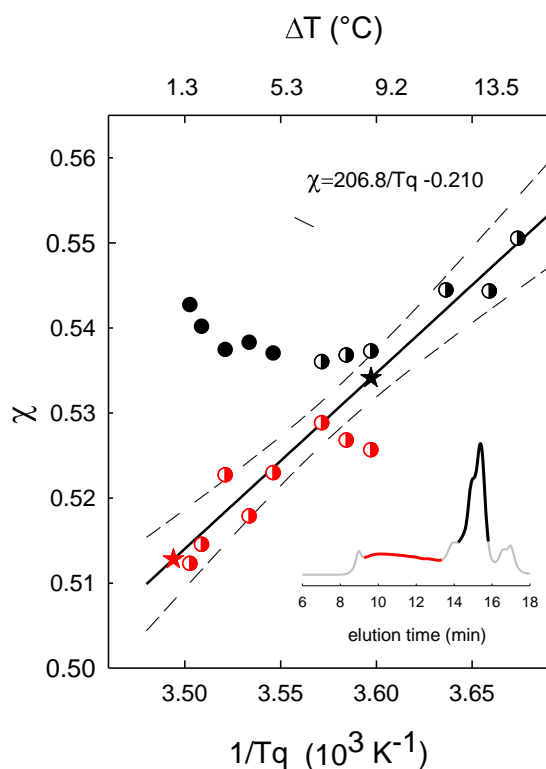 ΔT (°C)
1.3 5.3 9.2 13.5
0.56
χ=206.8/Tq -0.210
0.55
0.54
χ
0.53
0.52
0.51
6 8 10 12 14 16 18
elution time (min)
0.50
3.50 3.55 3.60 3.65
1/Tq (10³ K⁻¹)